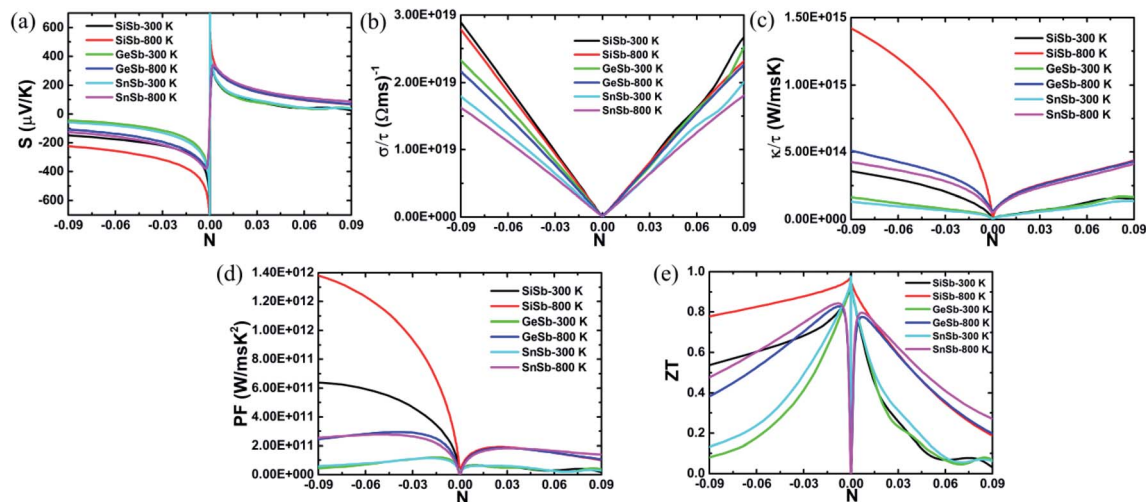 (a)
600
400
200
0
-200
-400
-600
S (μV/K)
SiSb-300 K
SiSb-800 K
GeSb-300 K
GeSb-800 K
SnSb-300 K
SnSb-800 K
-0.09 -0.06 -0.03 0.00 0.03 0.06 0.09
N
(b)
3.00E+019
2.00E+019
1.00E+019
0.00E+000
σ/τ (Ωms)⁻¹
SiSb-300 K
SiSb-800 K
GeSb-300 K
GeSb-800 K
SnSb-300 K
SnSb-800 K
-0.09 -0.06 -0.03 0.00 0.03 0.06 0.09
N
(c)
1.50E+015
1.00E+015
5.00E+014
0.00E+000
κ/τ (W/msK)
SiSb-300 K
SiSb-800 K
GeSb-300 K
GeSb-800 K
SnSb-300 K
SnSb-800 K
-0.09 -0.06 -0.03 0.00 0.03 0.06 0.09
N
(d)
1.40E+012
1.20E+012
1.00E+012
8.00E+011
6.00E+011
4.00E+011
2.00E+011
0.00E+000
PF (W/msK²)
SiSb-300 K
SiSb-800 K
GeSb-300 K
GeSb-800 K
SnSb-300 K
SnSb-800 K
-0.09 -0.06 -0.03 0.00 0.03 0.06 0.09
N
(e)
1.0
0.8
0.6
0.4
0.2
0.0
ZT
SiSb-300 K
SiSb-800 K
GeSb-300 K
GeSb-800 K
SnSb-300 K
SnSb-800 K
-0.09 -0.06 -0.03 0.00 0.03 0.06 0.09
N